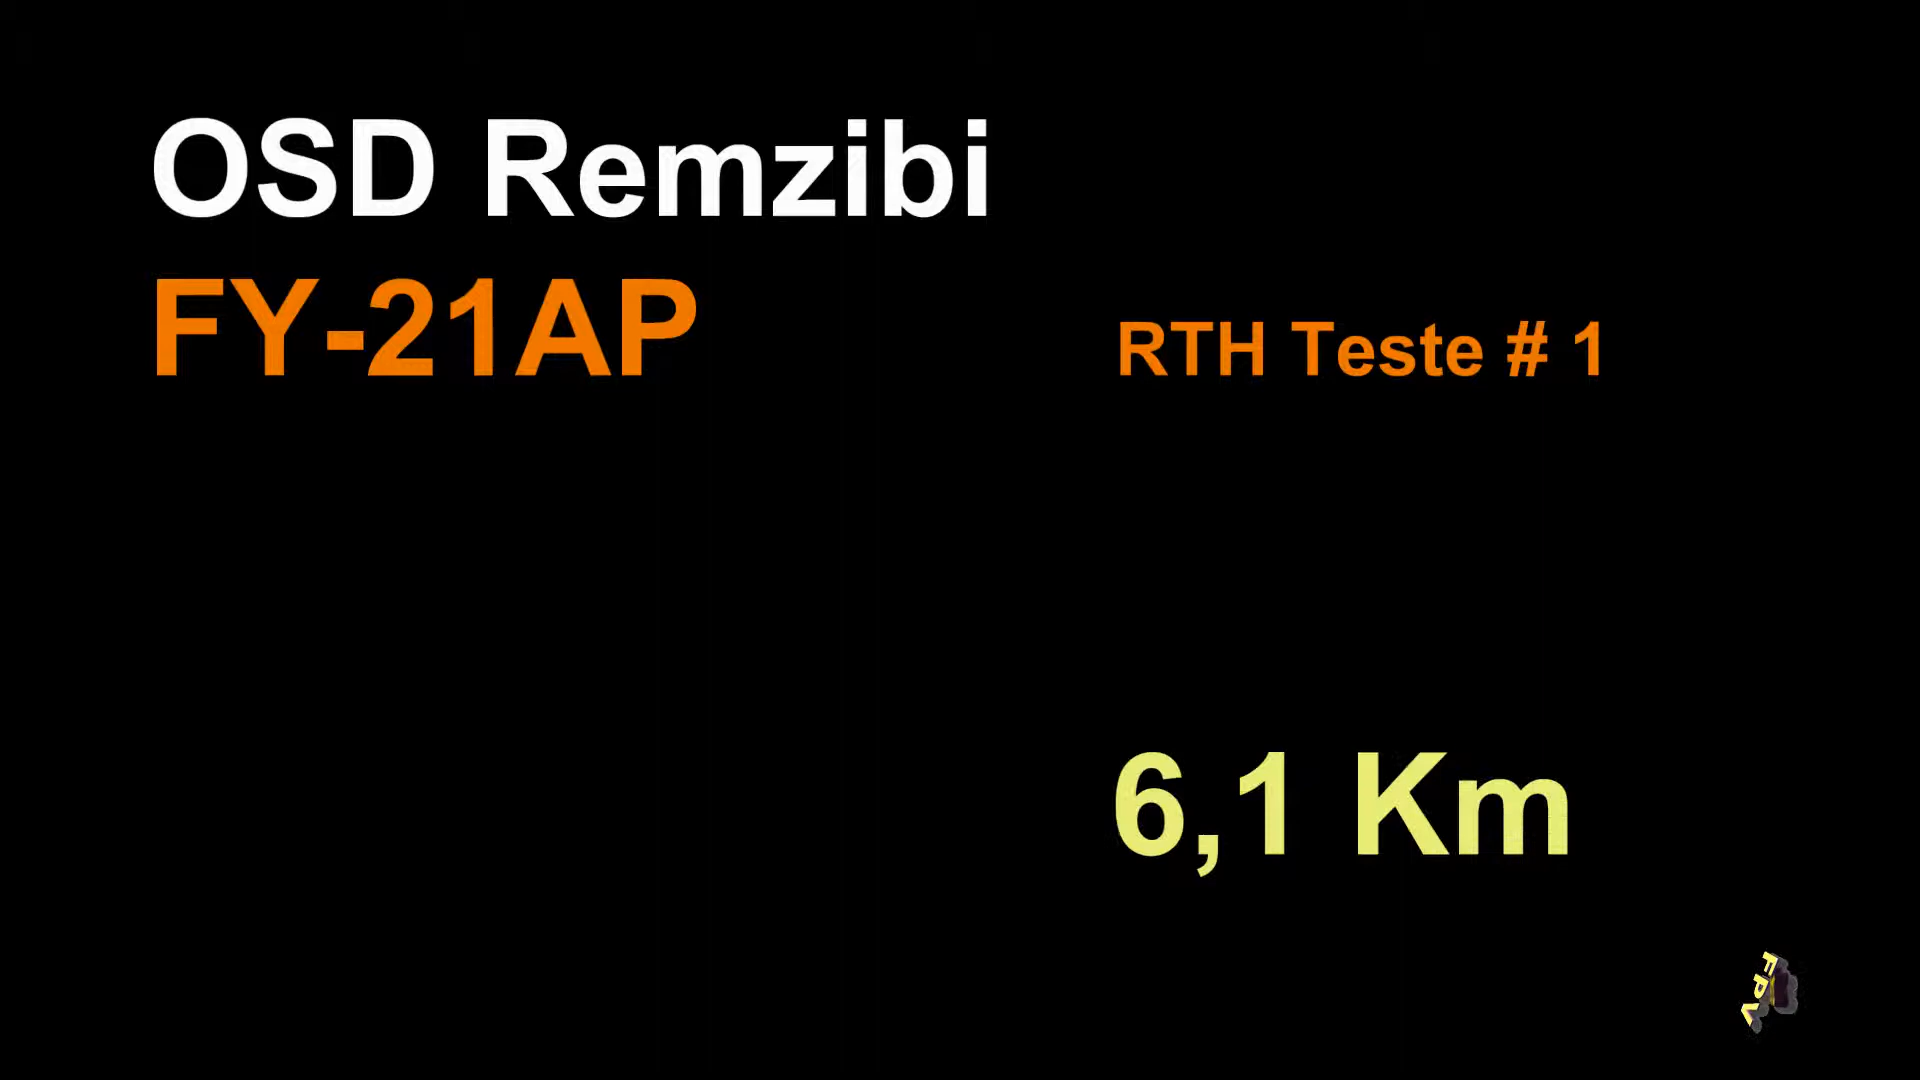 OSD Remzibi
FY-21AP
RTH Teste # 1
6,1 Km
FPV